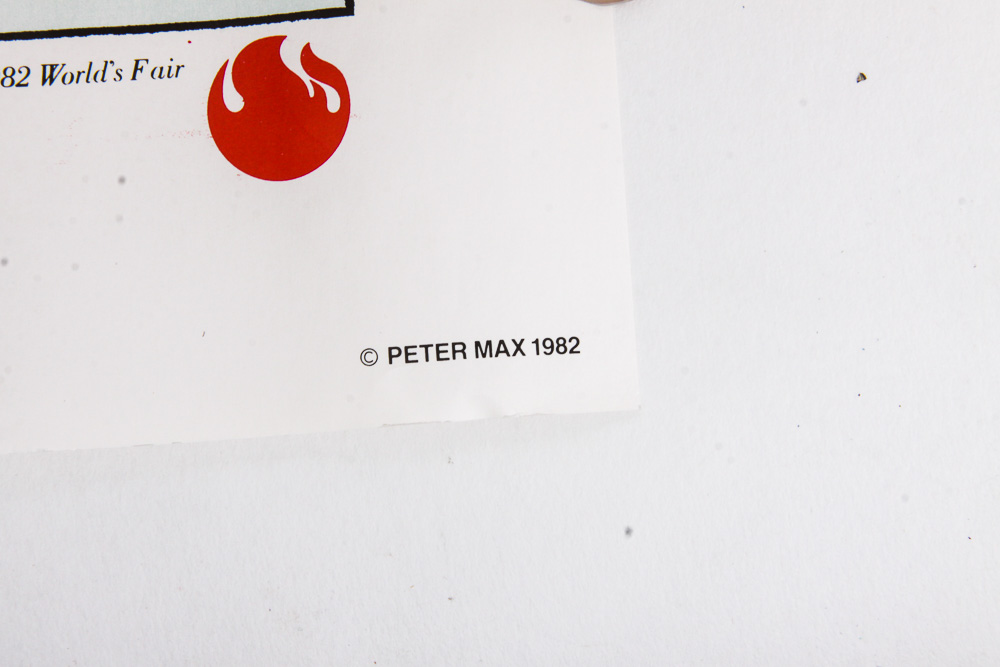 82 World's Fair
© PETER MAX 1982